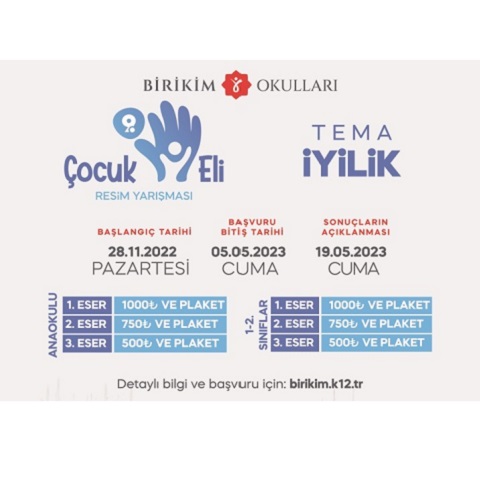 BİRİKİM OKULLARI
9.
Çocuk Eli
RESİM YARIŞMASI
TEMA
İYİLİK
BAŞLANGIÇ TARİHİ
28.11.2022
PAZARTESİ
BAŞVURU
BİTİŞ TARİHİ
05.05.2023
CUMA
SONUÇLARIN
AÇIKLANMASI
19.05.2023
CUMA
ANAOKULU
1. ESER 1000₺ VE PLAKET
2. ESER 750₺ VE PLAKET
3. ESER 500₺ VE PLAKET
1-2.
SINIFLAR
1. ESER 1000₺ VE PLAKET
2. ESER 750₺ VE PLAKET
3. ESER 500₺ VE PLAKET
Detaylı bilgi ve başvuru için: birikim.k12.tr